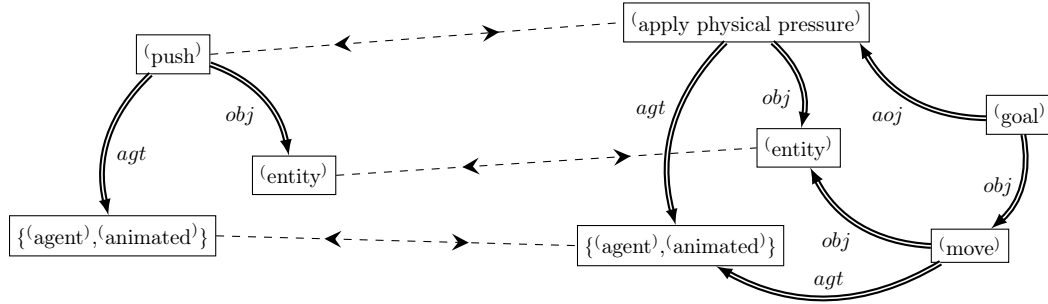 (apply physical pressure)
(push)
obj
agt
obj
aoj
(goal)
agt
(entity)
(entity)
obj
{(agent),(animated)}
{(agent),(animated)}
obj
(move)
agt